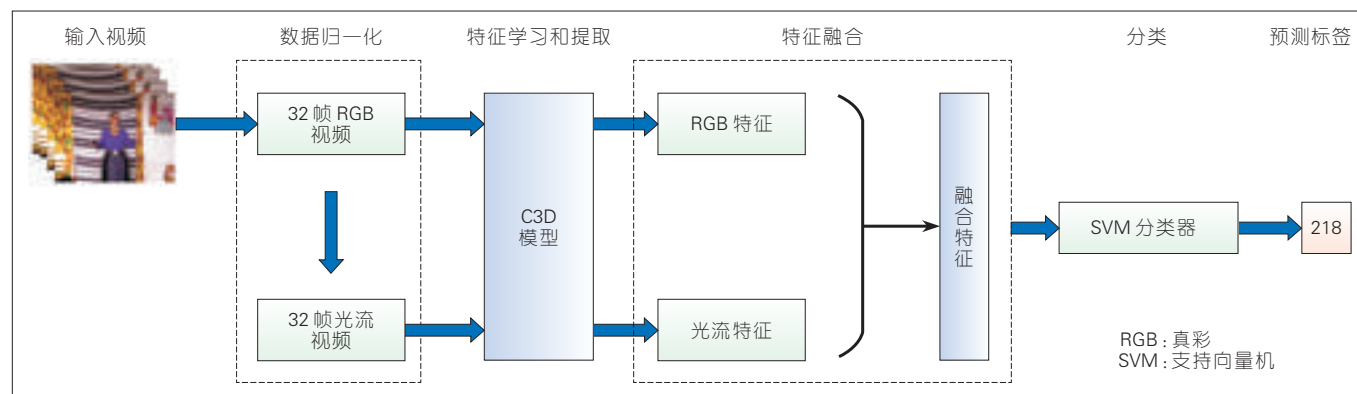 输入视频
数据归一化
特征学习和提取
特征融合
分类
预测标签
32 帧 RGB
视频
32 帧光流
视频
C3D
模型
RGB 特征
光流特征
融
合
特
征
SVM 分类器
218
RGB：真彩
SVM：支持向量机